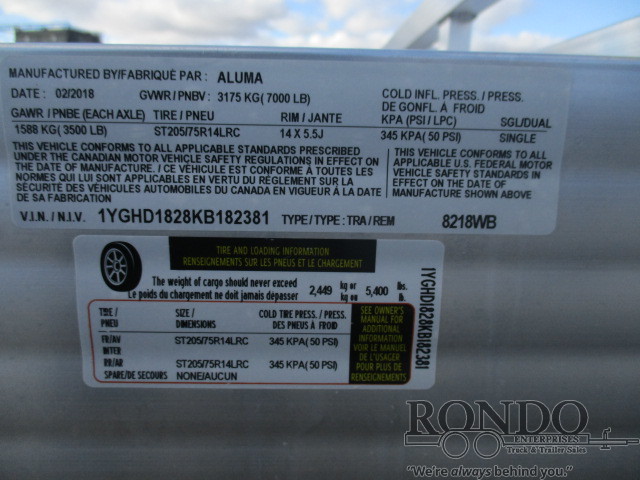 MANUFACTURED BY/FABRIQUÉ PAR : ALUMA
DATE : 02/2018 GVWR / PNBV : 3175 KG( 7000 LB)
COLD INFL. PRESS./ PRESS. DE GONFL. À FROID
GAWR / PNBE (EACH AXLE) TIRE / PNEU RIM / JANTE KPA (PSI / LPC) SGL/DUAL
1588 KG( 3500 LB) ST205/75R14LRC 14 X 5.5J 345 KPA( 50 PSI) SINGLE
THIS VEHICLE CONFORMS TO ALL APPLICABLE STANDARDS PRESCRIBED
UNDER THE CANADIAN MOTOR VEHICLE SAFETY REGULATIONS IN EFFECT ON
THE DATE OF MANUFACTURE / CE VÉHICULE EST CONFORME À TOUTES LES
NORMES QUI LUI SONT APPLICABLES EN VERTU DU RÈGLEMENT SUR LA
SÉCURITÉ DES VÉHICULES AUTOMOBILES DU CANADA EN VIGUEUR À LA DATE
DE SA FABRICATION
THIS VEHICLE CONFORMS TO ALL
APPLICABLE U.S. FEDERAL MOTOR
VEHICLE SAFETY STANDARDS
IN EFFECT ON THE DATE OF
MANUFACTURE SHOWN ABOVE
V.I.N. / N.I.V. 1YGHD1828KB182381 TYPE / TYPE: TRA / REM 8218WB
TIRE AND LOADING INFORMATION
RENSEIGNEMENTS SUR LES PNEUS ET LE CHARGEMENT
The weight of cargo should never exceed 2,449 kg or 5,400 lbs.
Le poids du chargement ne doit jamais dépasser kg ou lb.
TIRE / PNEU SIZE / DIMENSION COLD TIRE PRESS. / PRESS. DES PNEUS À FROID
FR/AV ST205/75R14LRC 345 KPA( 50 PSI)
INTER
RR/AR ST205/75R14LRC 345 KPA( 50 PSI)
SPARE/DE SECOURS NONE/AUCUN
SEE OWNER'S
MANUAL FOR
ADDITIONAL
INFORMATION
VOIR LE MANUEL
DE L'USAGER
POUR PLUS DE
RENSEIGNEMENTS
1YGHD1828KB182381
RONDO
ENTERPRISES
Truck & Trailer Sales
"We're always behind you."